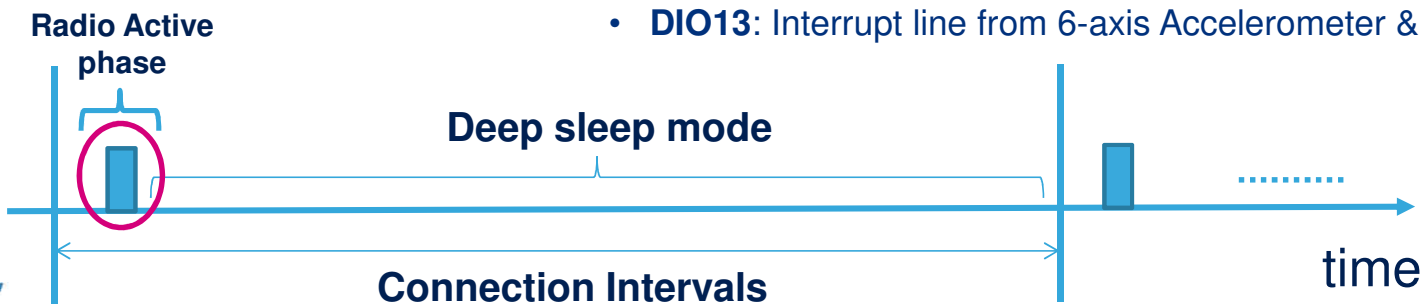 Radio Active
phase
• DIO13: Interrupt line from 6-axis Accelerometer &
Deep sleep mode
time
Connection Intervals